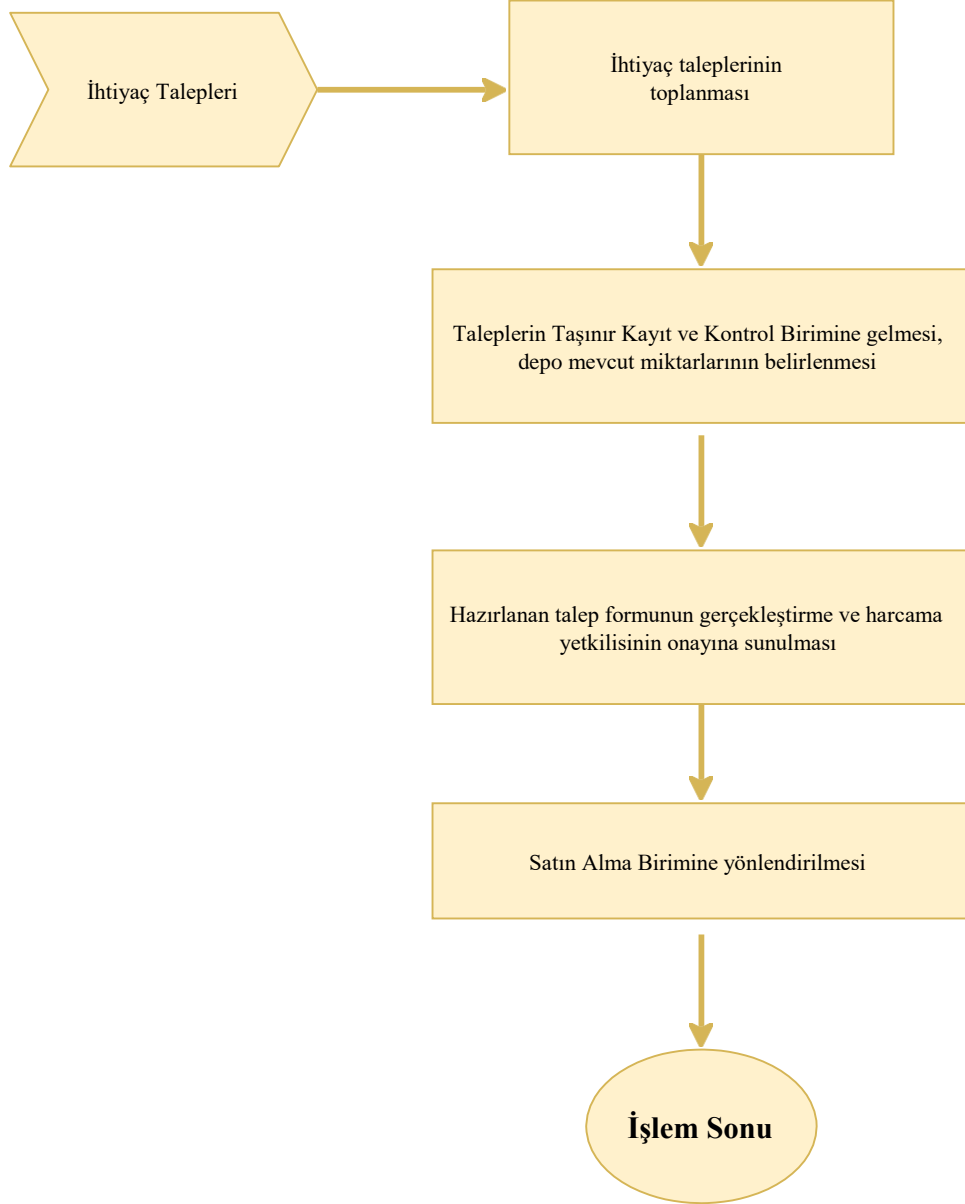 İhtiyaç Talepleri
İhtiyaç taleplerinin
toplanması
Taleplerin Taşınır Kayıt ve Kontrol Birimine gelmesi,
depo mevcut miktarlarının belirlenmesi
Hazırlanan talep formunun gerçekleştirme ve harcama
yetkilisinin onayına sunulması
Satın Alma Birimine yönlendirilmesi
İşlem Sonu